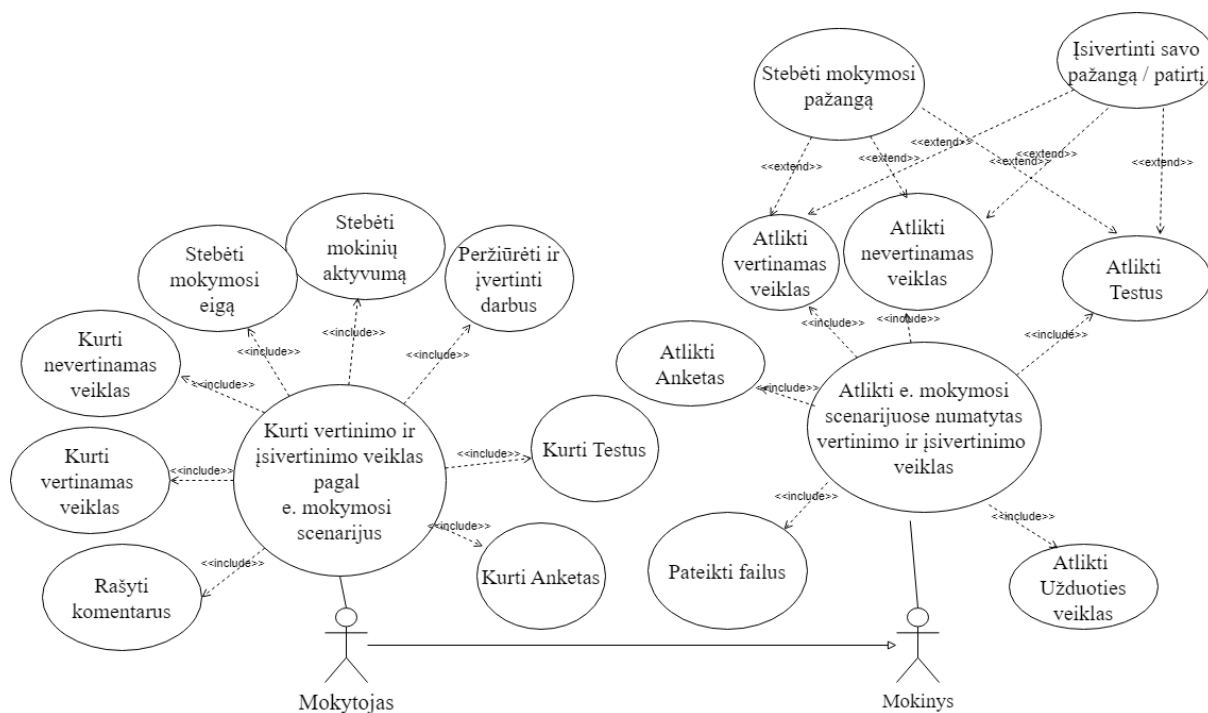 Stebėti mokymosi
pažangą
Įsivertinti savo
pažangą / patirtį
<<extend>>
<<extend>>
<<extend>>
<<extend>>
<<extend>>
<<extend>>
Stebėti
mokymosi
eigą
Stebėti
mokinių
aktyvumą
Peržiūrėti ir
įvertinti
darbus
Atlikti
vertinamas
veiklas
Atlikti
nevertinamas
veiklas
Atlikti
Testus
<<include>>
<<include>>
<<include>>
<<include>>
<<include>>
<<include>>
Kurti
nevertinamas
veiklas
<<include>>
Atlikti
Anketas
<<include>>
Kurti vertinimo ir
įsivertinimo veiklas
pagal
e. mokymosi
scenarijus
Atlikti e. mokymosi
scenarijuose numatytas
vertinimo ir įsivertinimo
veiklas
Kurti
vertinamas
veiklas
<<include>>
<<include>>
Kurti Testus
<<include>>
<<include>>
<<include>>
<<include>>
Rašyti
komentarus
Kurti Anketas
Pateikti failus
Atlikti
Užduoties
veiklas
Mokytojas
Mokinys